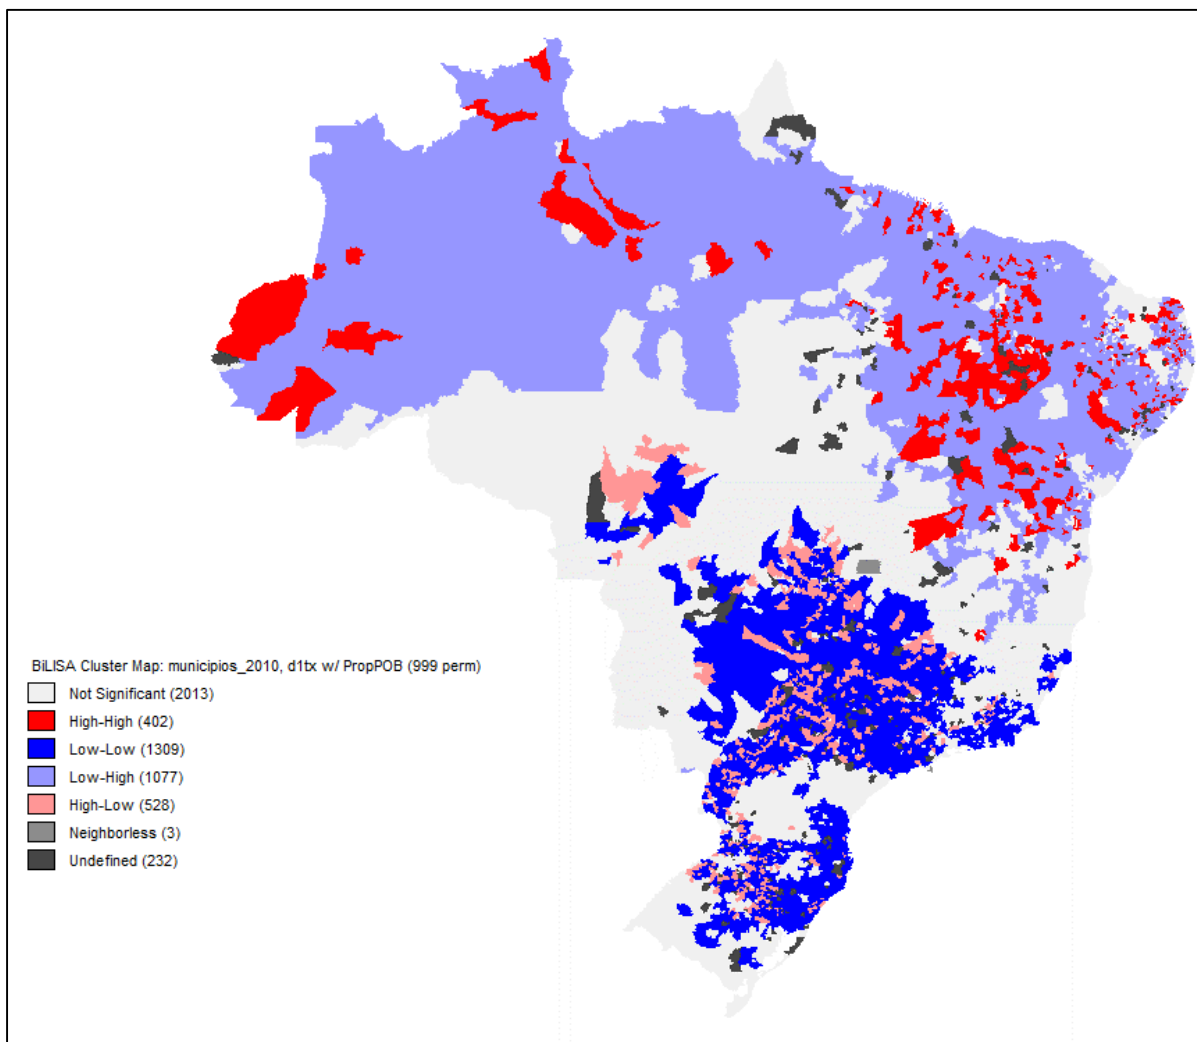 BiLISA Cluster Map: municipios_2010, d1tx w/ PropPOB (999 perm)
Not Significant (2013)
High-High (402)
Low-Low (1309)
Low-High (1077)
High-Low (528)
Neighborless (3)
Undefined (232)